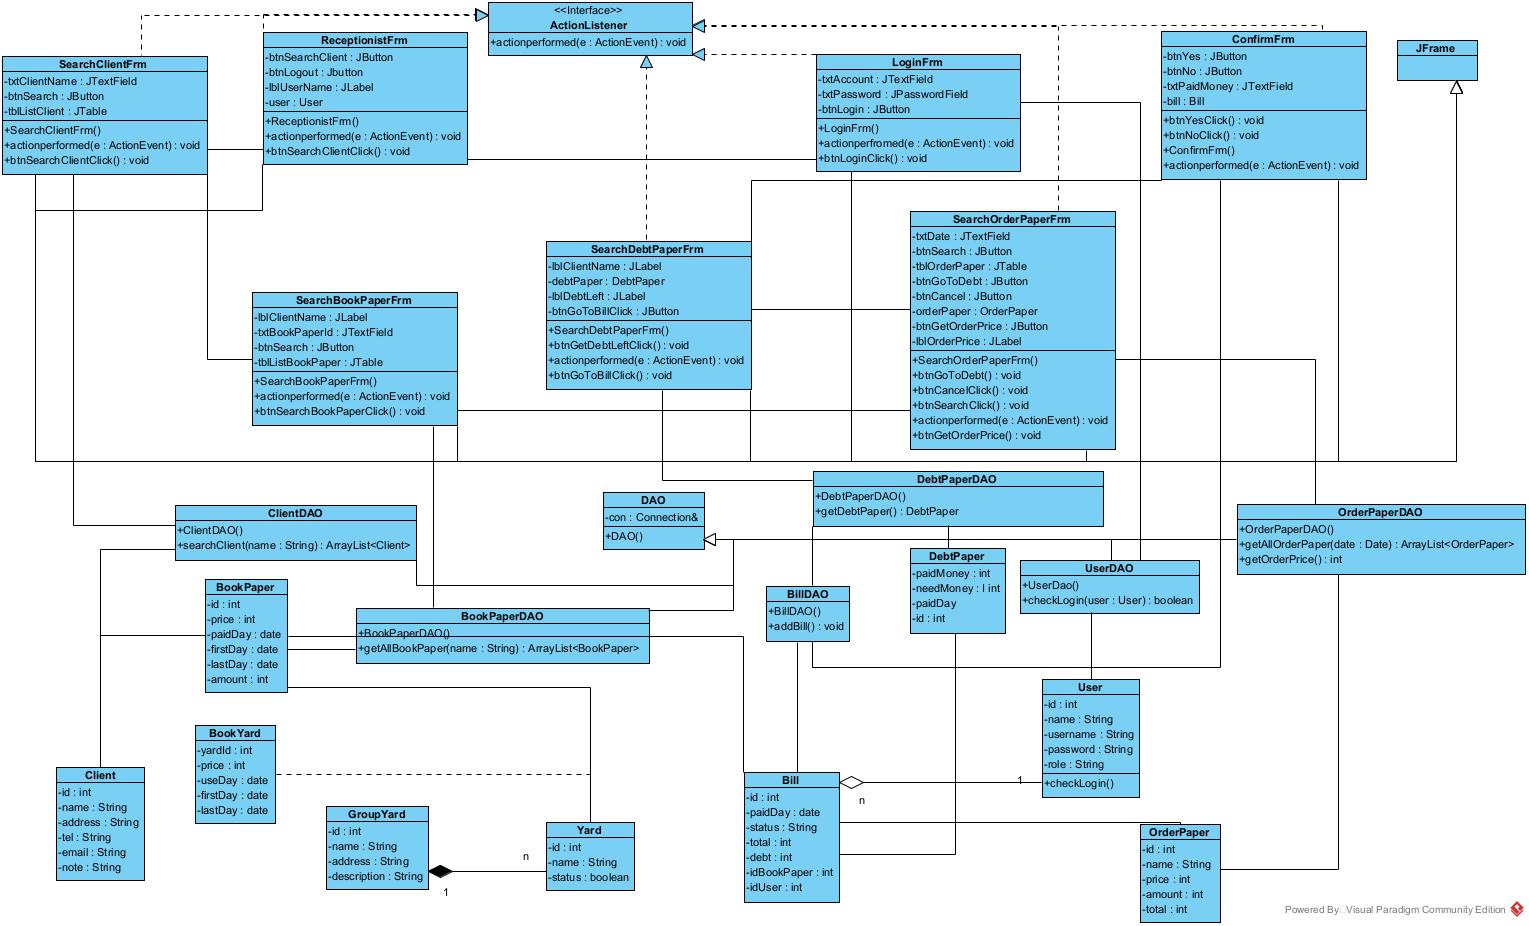 <<Interface>>
ActionListener
+actionperformed(e : ActionEvent) : void
ReceptionistFrm
-btnSearchClient : JButton
-btnLogout : Jbutton
-lblUserName : JLabel
-user : User
+ReceptionistFrm()
+actionperformed(e : ActionEvent) : void
+btnSearchClientClick() : void
ConfirmFrm
-btnYes : JButton
-btnNo : JButton
-txtPaidMoney : JTextField
-bill : Bill
+btnYesClick() : void
+btnNoClick() : void
+ConfirmFrm()
+actionperformed(e : ActionEvent) : void
JFrame
SearchClientFrm
-txtClientName : JTextField
-btnSearch : JButton
-tblListClient : JTable
+SearchClientFrm()
+actionperformed(e : ActionEvent) : void
+btnSearchClientClick() : void
LoginFrm
-txtAccount : JTextField
-txtPassword : JPasswordField
-btnLogin : JButton
+LoginFrm()
+actionperfromed(e : ActionEvent) : void
+btnLoginClick() : void
SearchOrderPaperFrm
-txtDate : JTextField
-btnSearch : JButton
-tblOrderPaper : JTable
-btnGoToDebt : JButton
-btnCancel : JButton
-orderPaper : OrderPaper
-btnGetOrderPrice : JButton
-lblOrderPrice : JLabel
+SearchOrderPaperFrm()
+btnGoToDebt() : void
+btnCancelClick() : void
+btnSearchClick() : void
+actionperformed(e : ActionEvent) : void
+btnGetOrderPrice() : void
SearchDebtPaperFrm
-lblClientName : JLabel
-debtPaper : DebtPaper
-lblDebtLeft : JLabel
-btnGoToBillClick : JButton
+SearchDebtPaperFrm()
+btnGetDebtLeftClick() : void
+actionperformed(e : ActionEvent) : void
+btnGoToBillClick() : void
SearchBookPaperFrm
-lblClientName : JLabel
-txtBookPaperId : JTextField
-btnSearch : JButton
-tblListBookPaper : JTable
+SearchBookPaperFrm()
+actionperformed(e : ActionEvent) : void
+btnSearchBookPaperClick() : void
DebtPaperDAO
+DebtPaperDAO()
+getDebtPaper() : DebtPaper
DAO
-con : Connection&
+DAO()
ClientDAO
+ClientDAO()
+searchClient(name : String) : ArrayList<Client>
OrderPaperDAO
+OrderPaperDAO()
+getAllOrderPaper(date : Date) : ArrayList<OrderPaper>
+getOrderPrice() : int
DebtPaper
-paidMoney : int
-needMoney : I int
-paidDay
-id : int
UserDAO
+UserDao()
+checkLogin(user : User) : boolean
BookPaper
-id : int
-price : int
-paidDay : date
-firstDay : date
-lastDay : date
-amount : int
BillDAO
+BillDAO()
+addBill() : void
BookPaperDAO
+BookPaperDAO()
+getAllBookPaper(name : String) : ArrayList<BookPaper>
User
-id : int
-name : String
-username : String
-password : String
-role : String
+checkLogin()
BookYard
-yardId : int
-price : int
-useDay : date
-firstDay : date
-lastDay : date
Client
-id : int
-name : String
-address : String
-tel : String
-email : String
-note : String
Bill
-id : int
-paidDay : date
-status : String
-total : int
-debt : int
-idBookPaper : int
-idUser : int
1
n
GroupYard
-id : int
-name : String
-address : String
-description : String
n
1
Yard
-id : int
-name : String
-status : boolean
OrderPaper
-id : int
-name : String
-price : int
-amount : int
-total : int
Powered By Visual Paradigm Community Edition